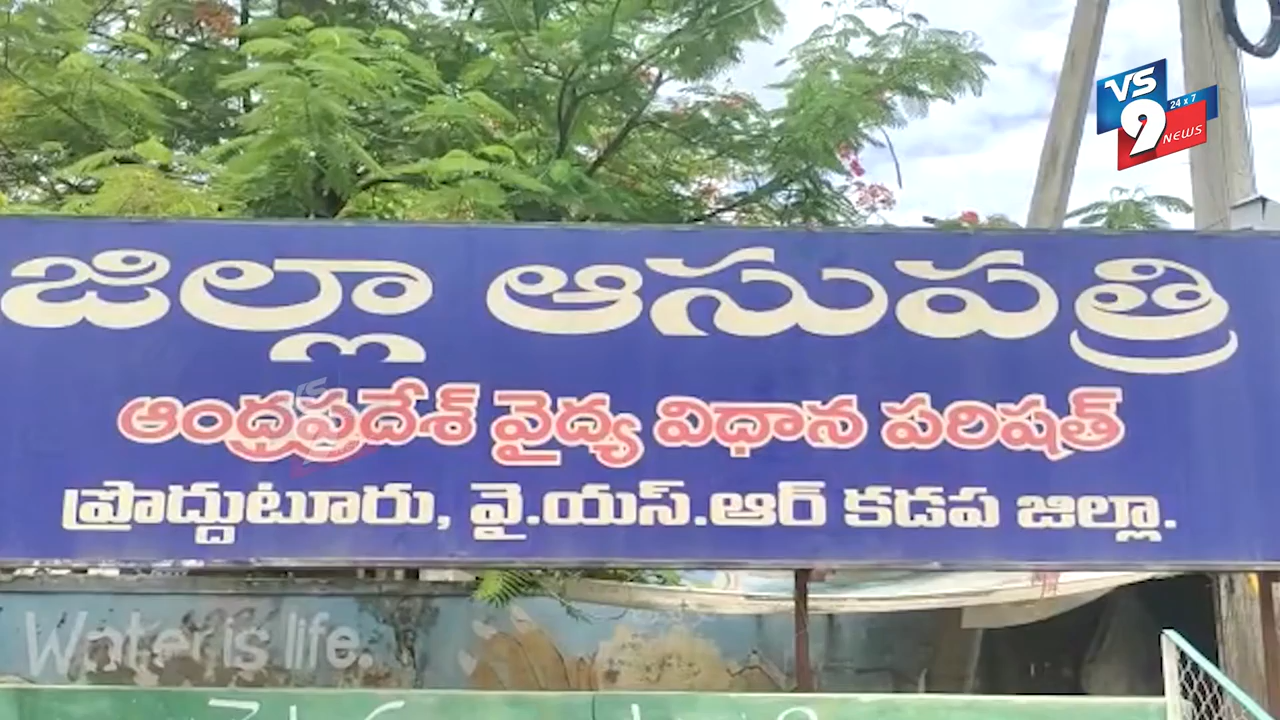 VS
24 x 7
9 NEWS
జిల్లా ఆసుపత్రి
ఆంధ్రప్రదేశ్ వైద్య విధాన పరిషత్
ప్రొద్దుటూరు, వై.యస్.ఆర్ కడప జిల్లా.
Water is life.